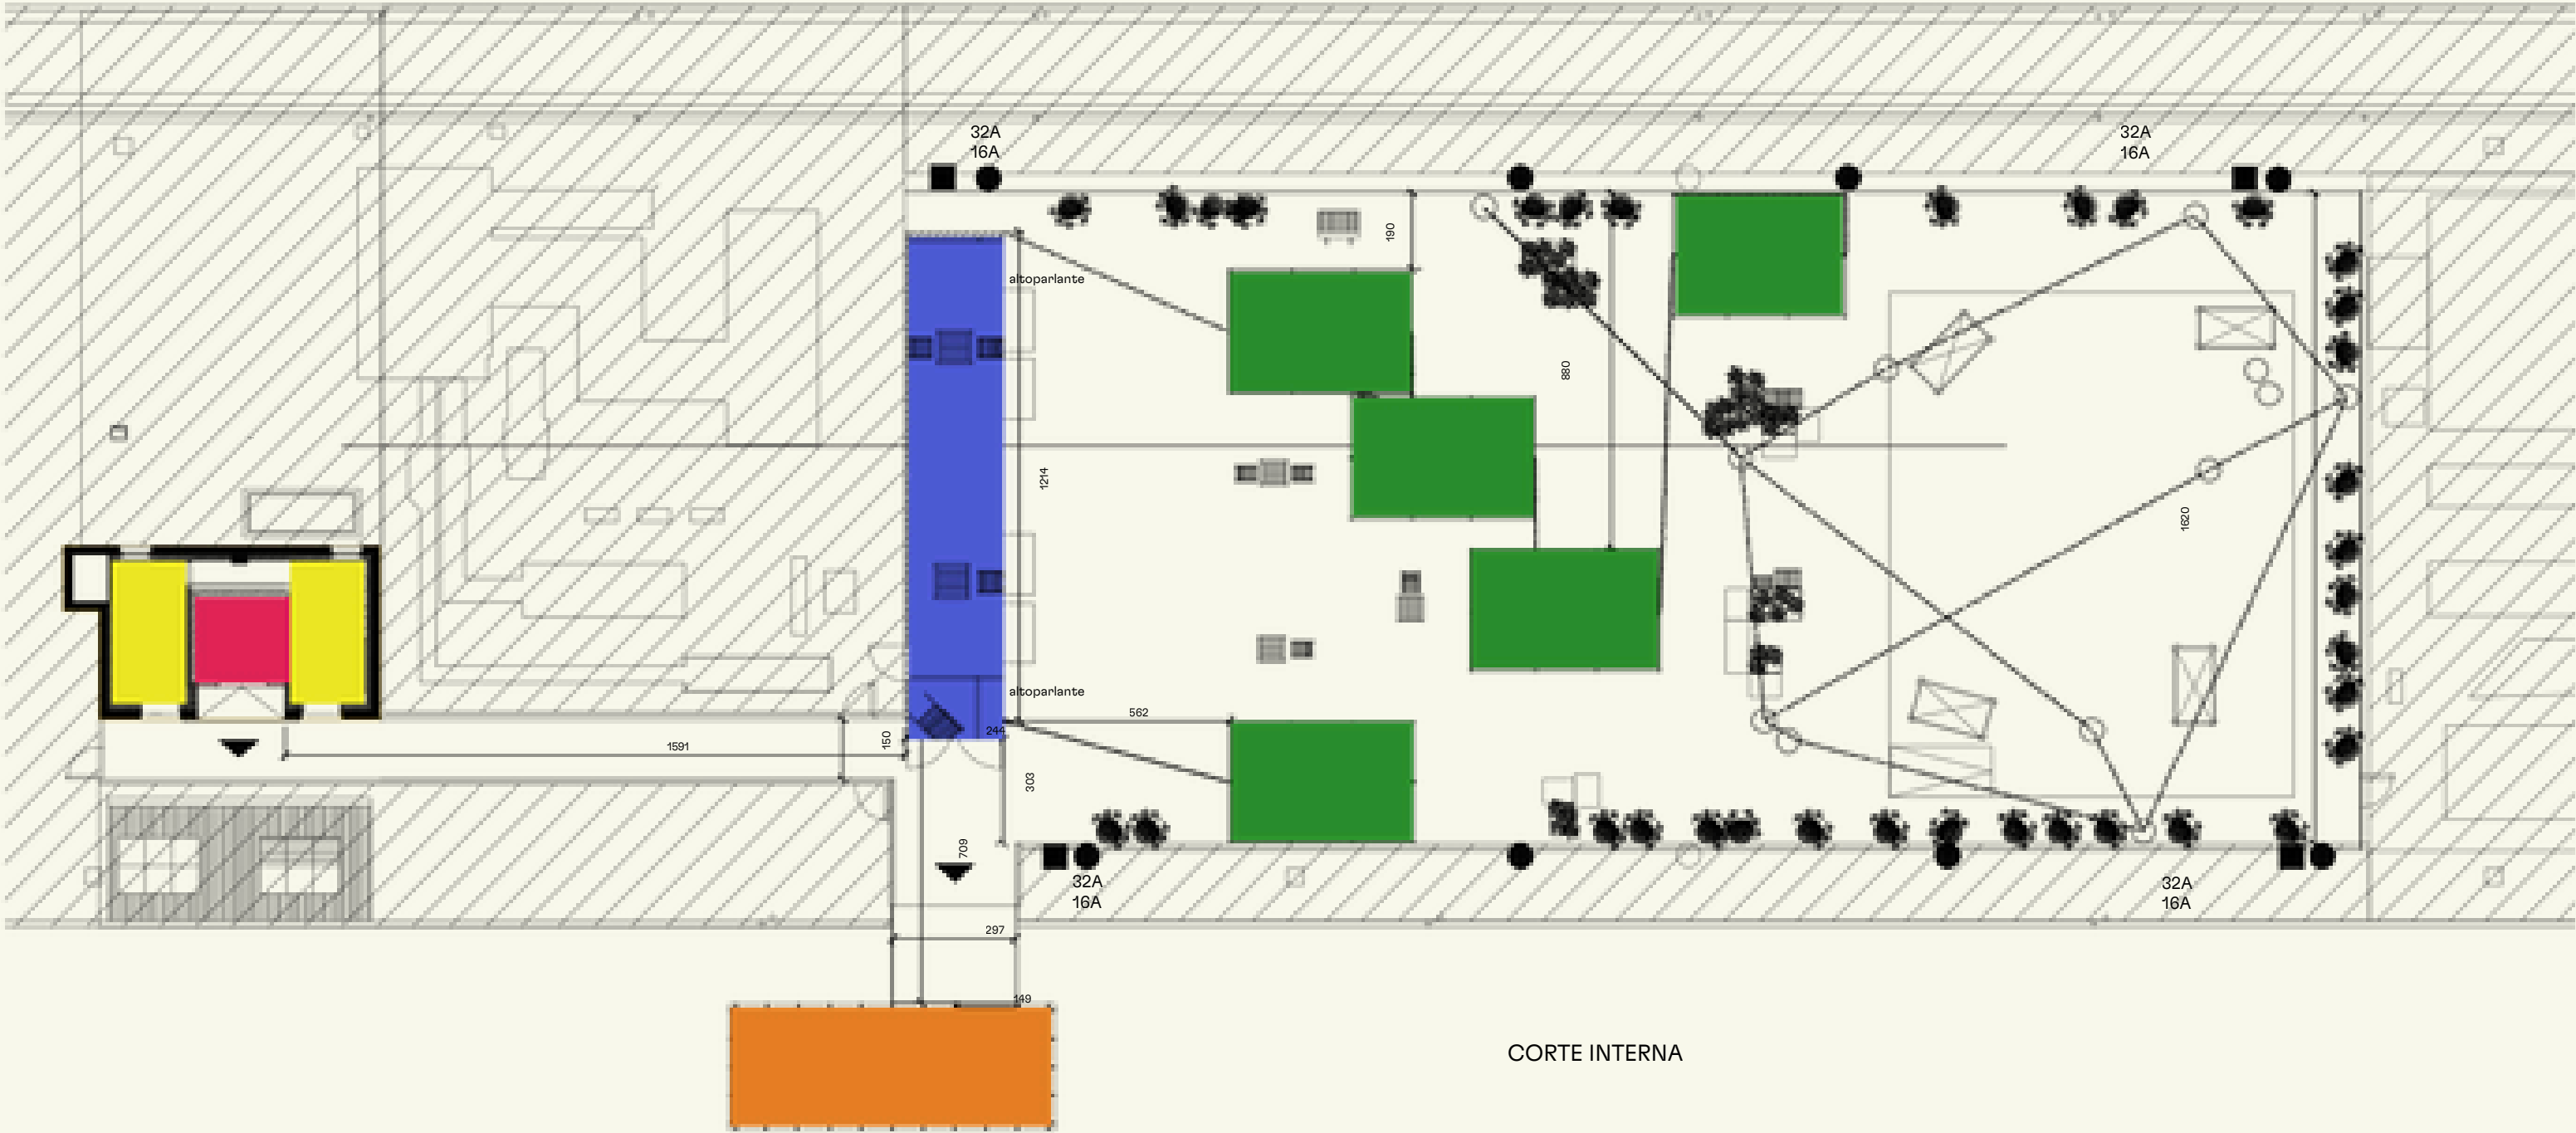 32A
16A
32A
16A
altoparlante
190
880
1214
1620
altoparlante
562
244
1591
150
303
709
32A
16A
32A
16A
297
149
CORTE INTERNA